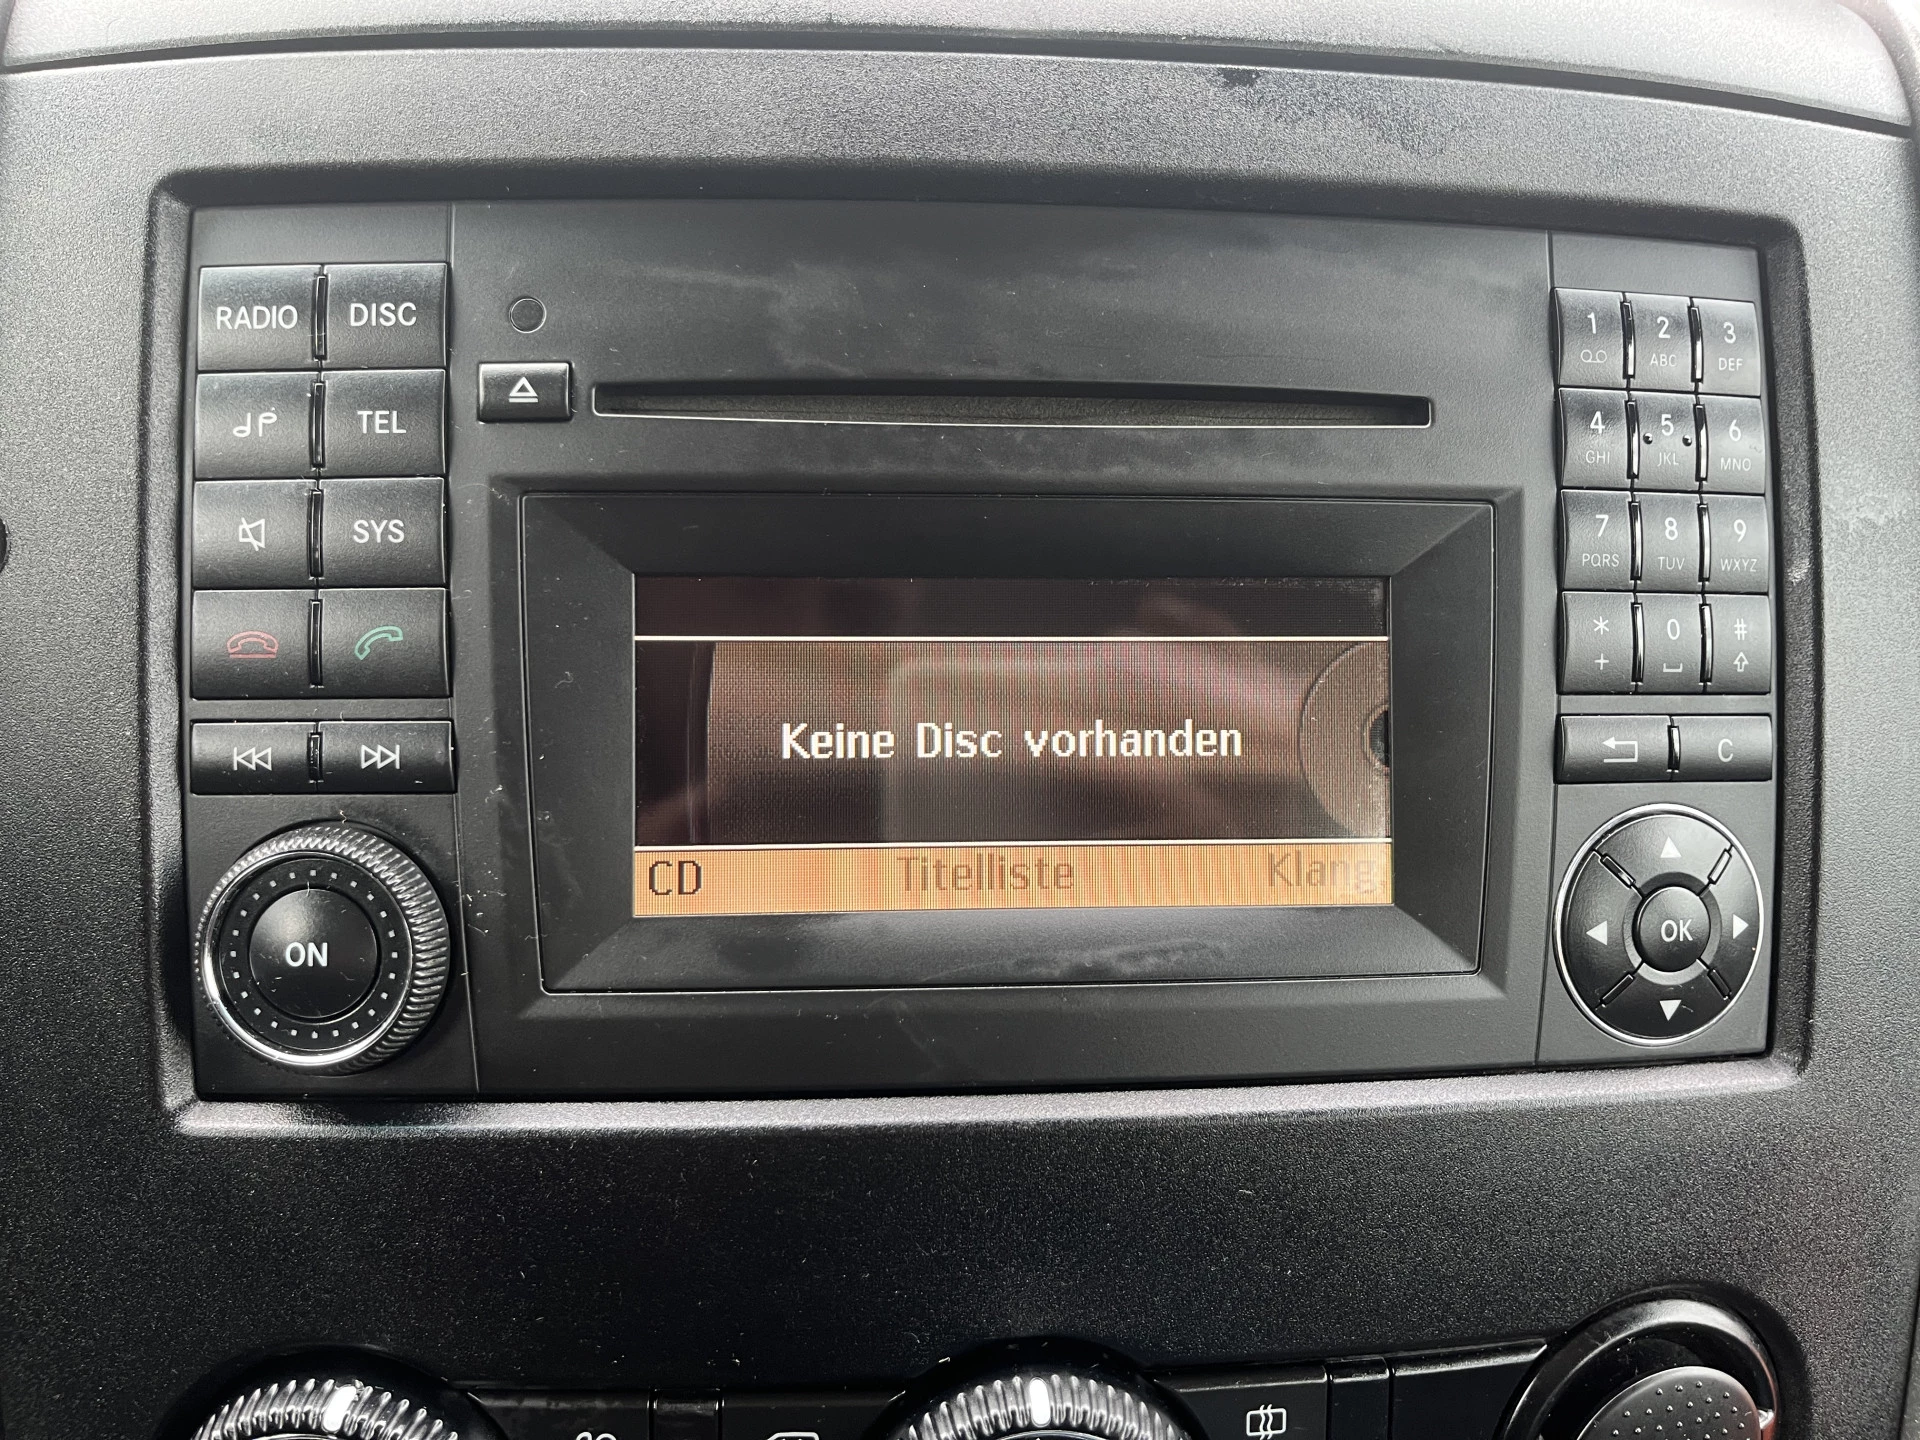 RADIO DISC
TEL
SYS
ON
Keine Disc vorhanden
CD Titelliste Klang
1 2 3
ABC DEF
4 5 6
GHI JKL MNO
7 8 9
PQRS TUV WXYZ
* 0 #
+
C
OK